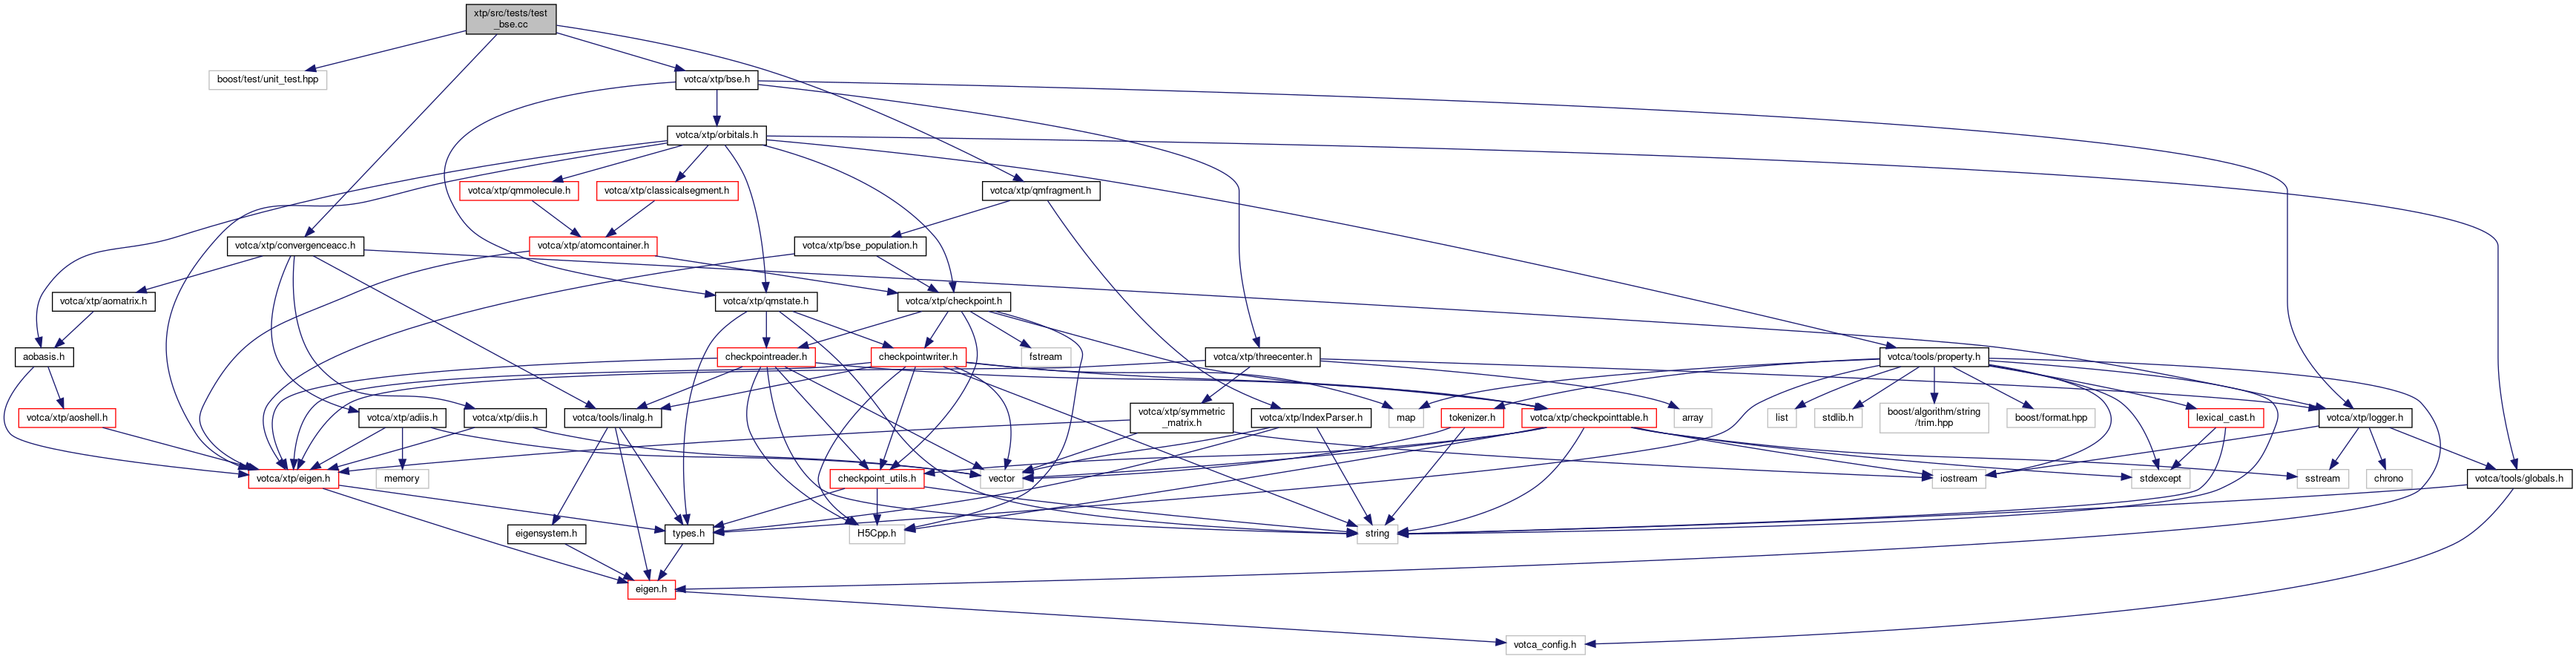 xtp/src/tests/test
_bse.cc
boost/test/unit_test.hpp
votca/xtp/bse.h
votca/xtp/orbitals.h
votca/xtp/qmmolecule.h
votca/xtp/classicalsegment.h
votca/xtp/qmfragment.h
votca/xtp/convergenceacc.h
votca/xtp/atomcontainer.h
votca/xtp/bse_population.h
votca/xtp/aomatrix.h
votca/xtp/qmstate.h
votca/xtp/checkpoint.h
aobasis.h
checkpointreader.h
checkpointwriter.h
fstream
votca/xtp/threecenter.h
votca/tools/property.h
votca/xtp/aoshell.h
votca/xtp/adiis.h
votca/xtp/diis.h
votca/tools/linalg.h
votca/xtp/symmetric
_matrix.h
votca/xtp/IndexParser.h
map
tokenizer.h
votca/xtp/checkpointtable.h
array
list
stdlib.h
boost/algorithm/string
/trim.hpp
boost/format.hpp
lexical_cast.h
votca/xtp/logger.h
votca/xtp/eigen.h
memory
checkpoint_utils.h
vector
iostream
stdexcept
sstream
chrono
votca/tools/globals.h
eigensystem.h
types.h
H5Cpp.h
string
eigen.h
votca_config.h